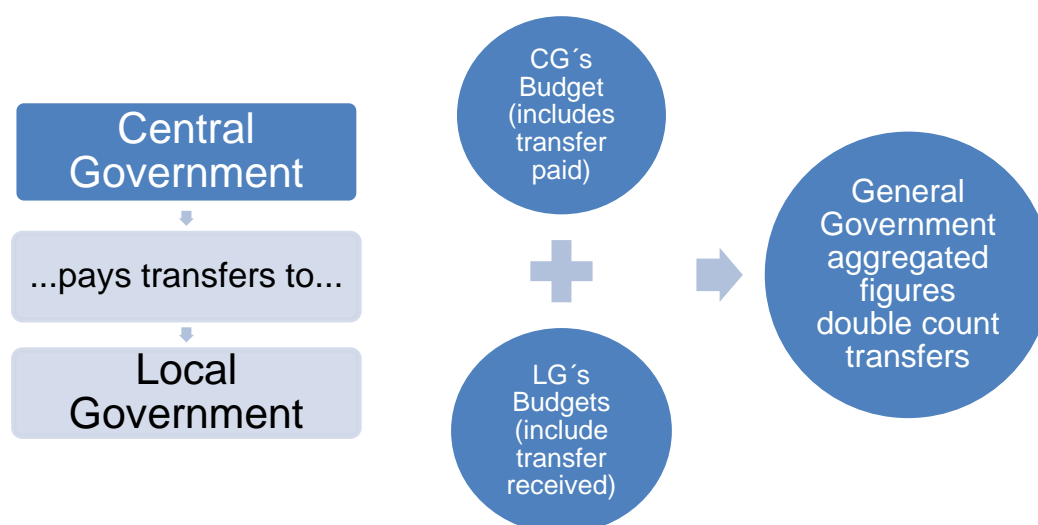 Central
Government
...pays transfers to...
Local
Government
CG´s
Budget
(includes
transfer
paid)
LG´s
Budgets
(include
transfer
received)
General
Government
aggregated
figures
double count
transfers